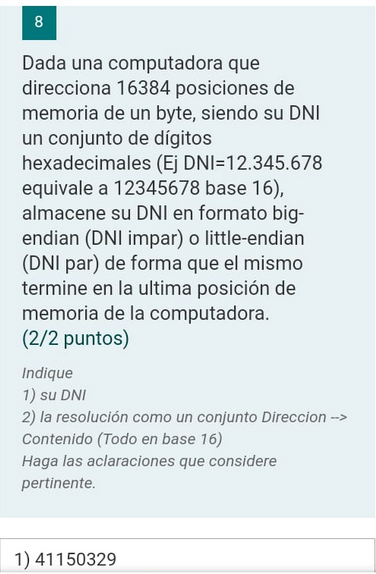 8
Dada una computadora que
direcciona 16384 posiciones de
memoria de un byte, siendo su DNI
un conjunto de dígitos
hexadecimales (Ej DNI=12.345.678
equivale a 12345678 base 16),
almacene su DNI en formato big-
endian (DNI impar) o little-endian
(DNI par) de forma que el mismo
termine en la ultima posición de
memoria de la computadora.
(2/2 puntos)
Indique
1) su DNI
2) la resolución como un conjunto Direccion -->
Contenido (Todo en base 16)
Haga las aclaraciones que considere
pertinente.
1) 41150329